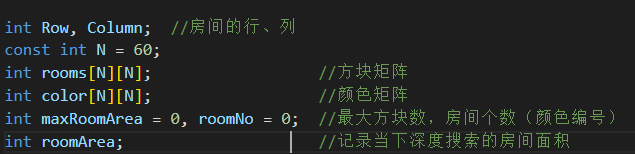 int Row, Column;  //房间的行、列
const int N = 60;
int rooms[N][N];                     //方块矩阵
int color[N][N];                     //颜色矩阵
int maxRoomArea = 0, roomNo = 0;  //最大方块数，房间个数（颜色编号）
int roomArea;                        //记录当下深度搜索的房间面积